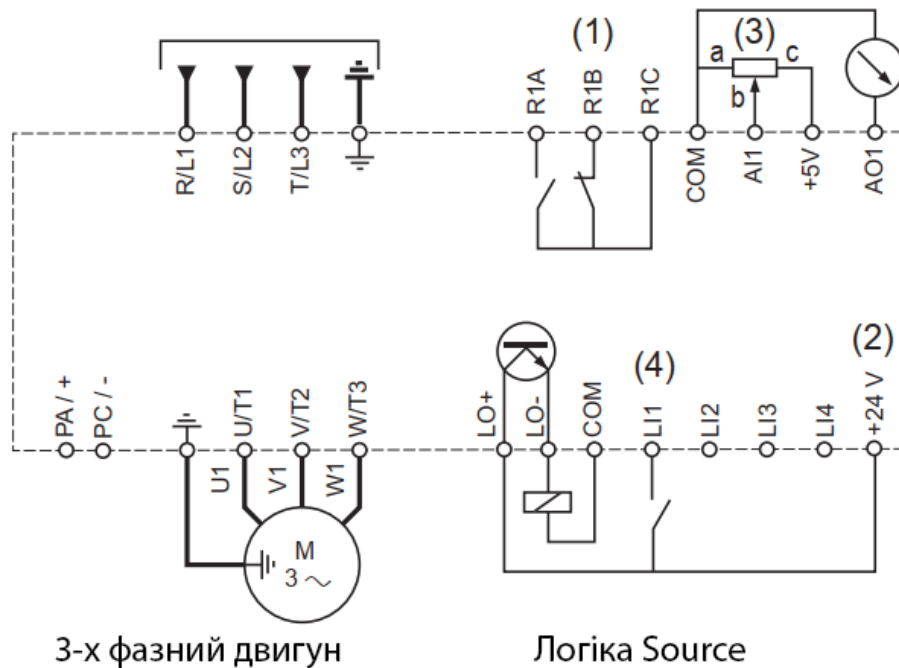 (1)
(3)
a
c
b
R1A
R1B
R1C
R/L1
S/L2
T/L3
COM
AI1
+5V
AO1
(4)
(2)
PA / +
PC / -
U/T1
V/T2
W/T3
LO+
LO-
COM
LI1
LI2
LI3
LI4
+24 V
U1
V1
W1
M
3 ~
3-х фазний двигун
Логіка Source